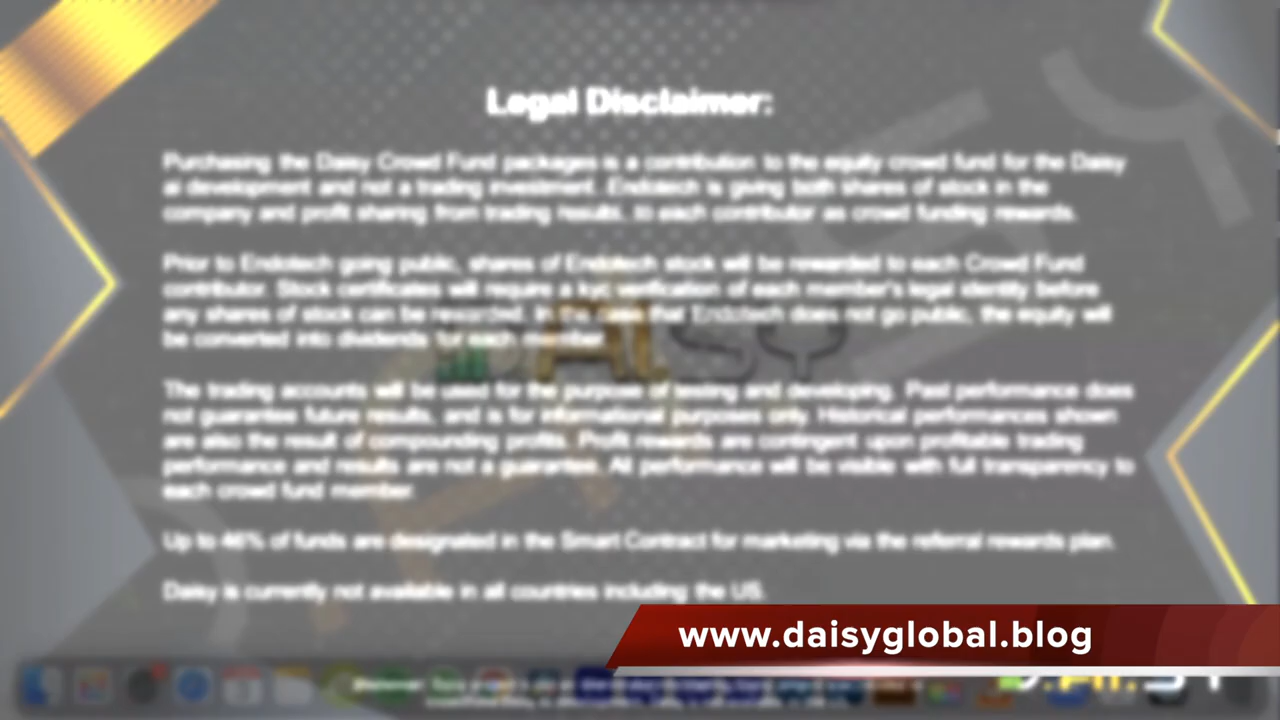 Legal Disclaimer:
Purchasing the Daisy Crowd Fund packages is a contribution to the equity crowd fund for the Daisy
ai development and not a trading investment. Endotech is giving both shares of stock in the
company and profit sharing from trading results, to each contributor as crowd funding rewards.
Prior to Endotech going public, shares of Endotech stock will be rewarded to each Crowd Fund
contributor. Stock certificates will require a kyc verification of each member's legal identity before
any shares of stock can be rewarded. In the case that Endotech does not go public, the equity will
be converted into dividends for each member.
The trading accounts will be used for the purpose of testing and developing. Past performance does
not guarantee future results, and is for informational purposes only. Historical performances shown
are also the result of compounding profits. Profit rewards are contingent upon profitable trading
performance and results are not a guarantee. All performance will be visible with full transparency to
each crowd fund member.
Up to 46% of funds are designated in the Smart Contract for marketing via the referral rewards plan.
Daisy is currently not available in all countries including the US.
www.daisyglobal.blog
DAISY